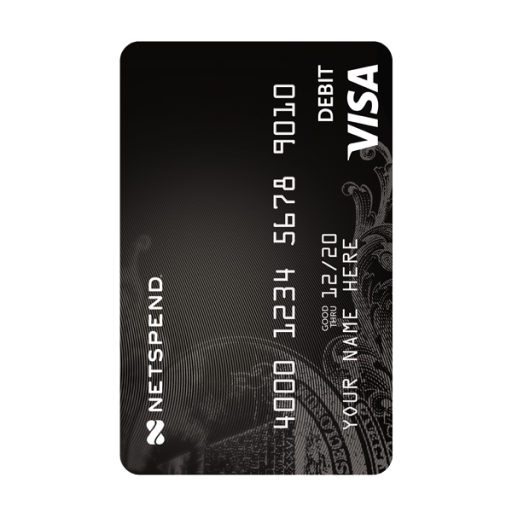 NETSPEND
DEBIT
VISA
4000 1234 5678 9010
GOOD
THRU
12/20
YOUR NAME HERE